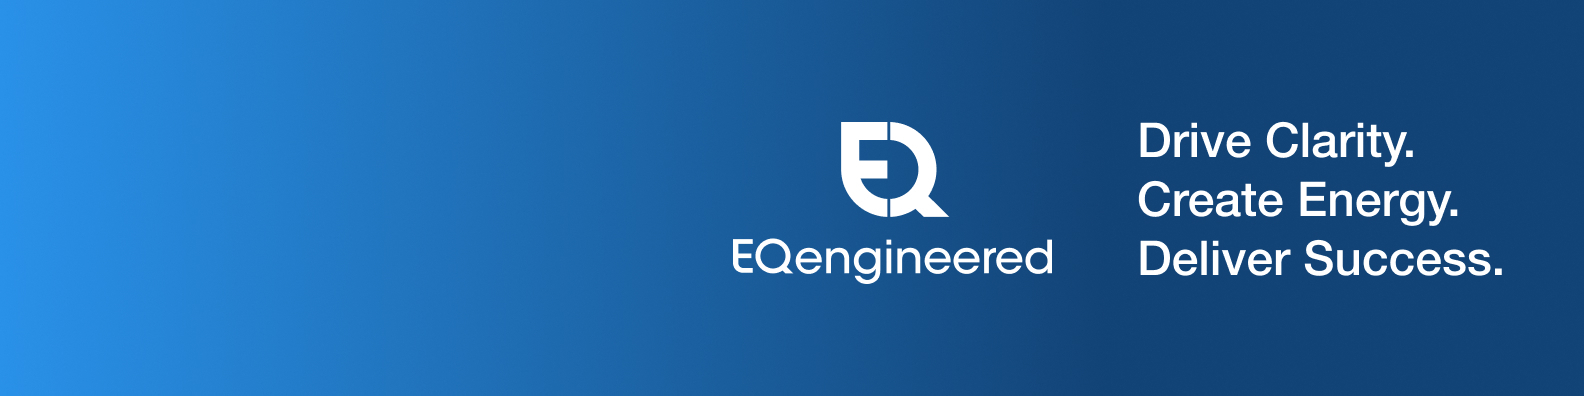 EQ
EQengineered
Drive Clarity.
Create Energy.
Deliver Success.